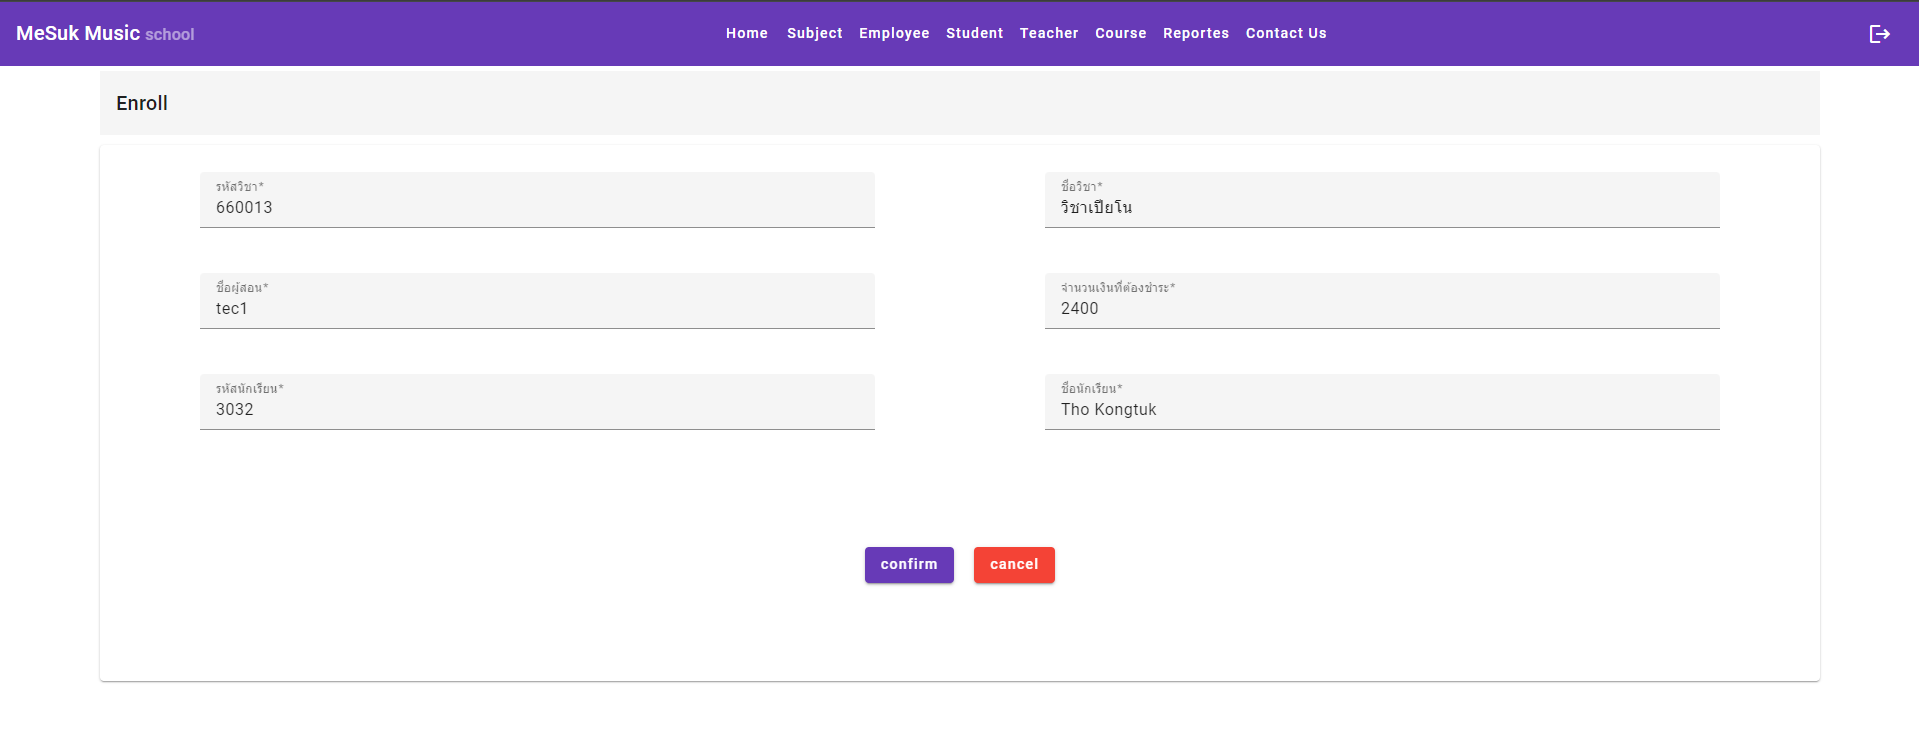 MeSuk Music school
Home Subject Employee Student Teacher Course Reportes Contact Us
Enroll
รหัสวิชา*
660013
ชื่อวิชา*
วิชาเปียโน
ชื่อผู้สอน*
tec1
จำนวนเงินที่ต้องชำระ*
2400
รหัสนักเรียน*
3032
ชื่อนักเรียน*
Tho Kongtuk
confirm cancel